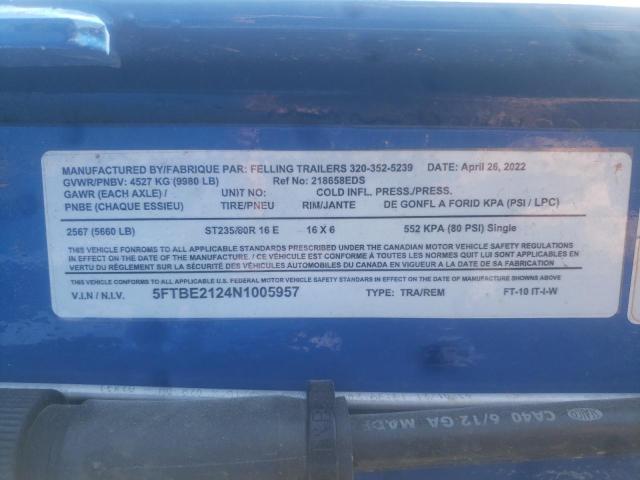 MANUFACTURED BY/FABRIQUE PAR: FELLING TRAILERS 320-352-5239 DATE: April 26, 2022
GVWR/PNBV: 4527 KG (9980 LB) Ref No: 218658EDS
GAWR (EACH AXLE) / UNIT NO: COLD INFL. PRESS./PRESS.
PNBE (CHAQUE ESSIEU) TIRE/PNEU RIM/JANTE DE GONFL A FORID KPA (PSI / LPC)
2567 (5660 LB) ST235/80R 16 E 16 X 6 552 KPA (80 PSI) Single
THIS VEHICLE FONROMS TO ALL APPLICABLE STANDARDS PRESCRIBED UNDER THE CANADIAN MOTOR VEHICLE SAFETY REGULATIONS
IN EFFECT ON THE DATE OF MANUFACTURE. / CE VEHICULE EST CONFORME A TOUTES LES NORMES QUI LUI SONT APPLICABLES EN
VERTU DU RÈGLEMENT SUR LA SÉCURITÉ DES VÉHICLES AUTOMOBILES DU CANADA EN VIGUEUR A LA DATE DE SA FABRICATION
THIS VEHICLE CONFORMS TO ALL APPLICABLE U.S. FEDERAL MOTOR VEHICLE SAFETY STANDARDS IN EFFECT ON THE DATE OF MANUFACTURE SHOWN ABOVE
V.I.N / N.I.V. 5FTBE2124N1005957 TYPE: TRA/REM FT-10 IT-I-W
CA40 6/12 GA MADE